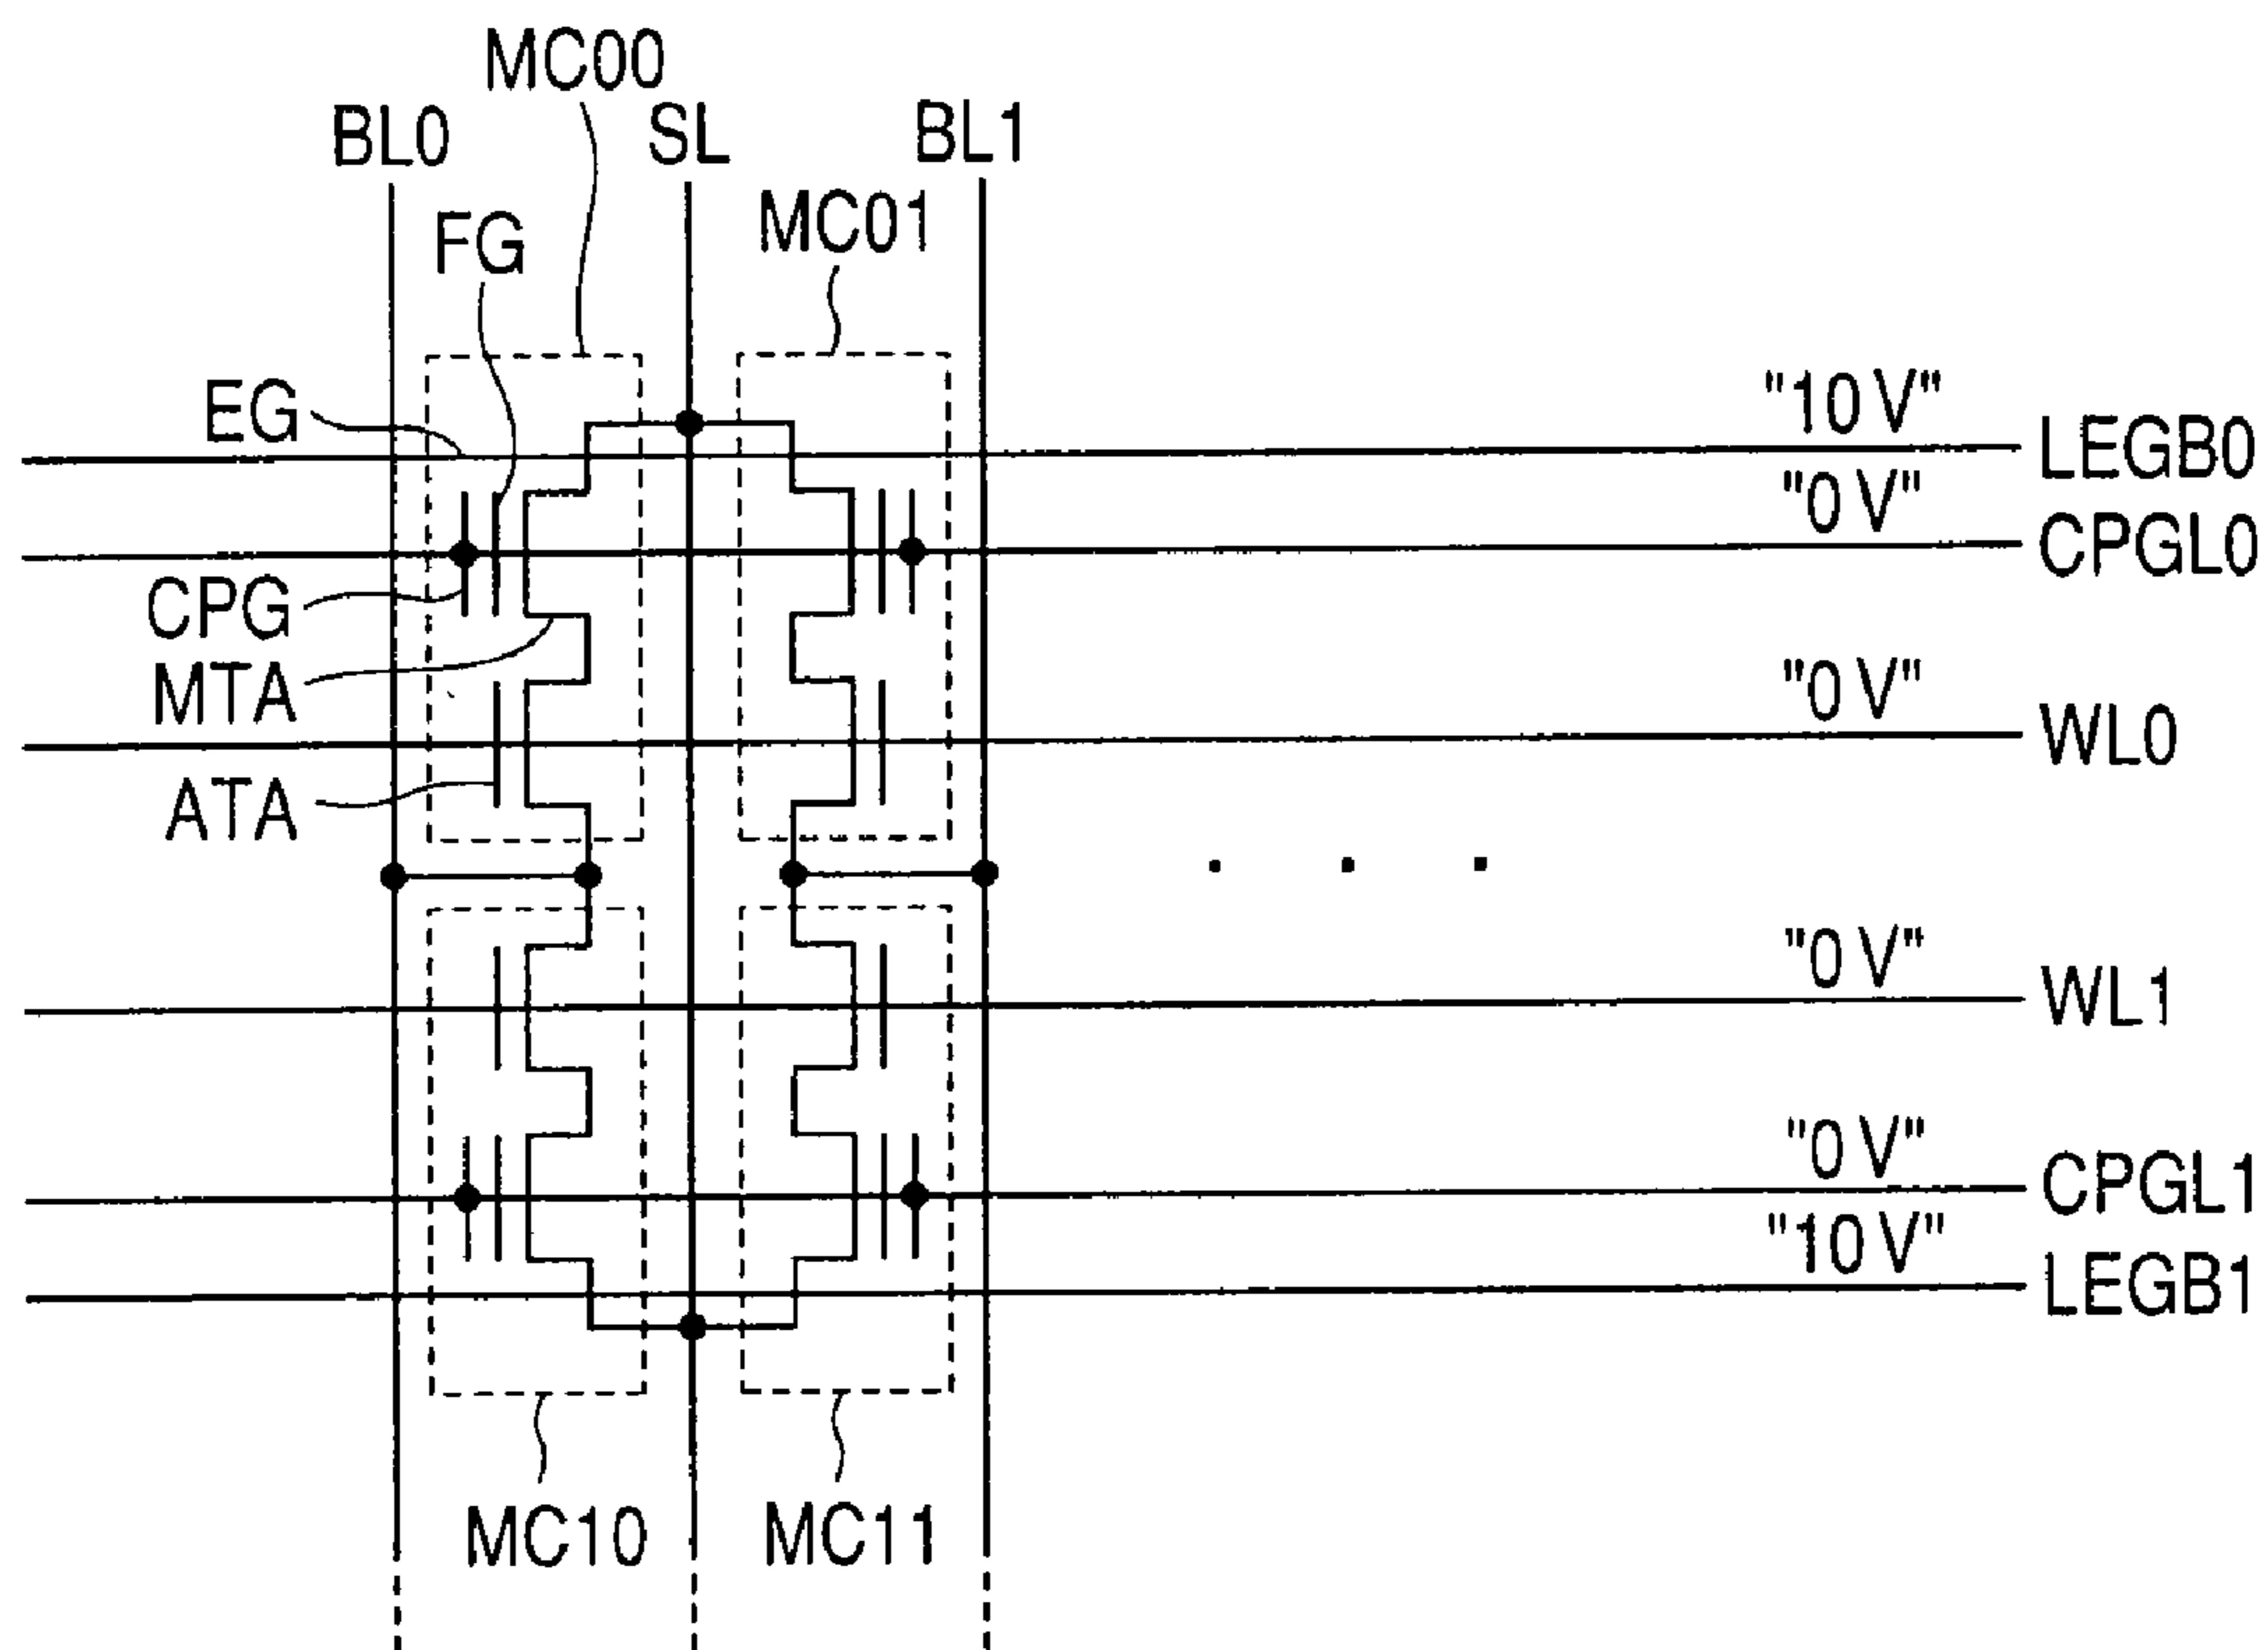 MC00
BL0
SL
BL1
MC01
FG
EG
"10 V"
LEGB0
"0 V"
CPGL0
CPG
MTA
"0 V"
WL0
ATA
"0 V"
WL1
"0 V"
CPGL1
"10 V"
LEGB1
MC10
MC11